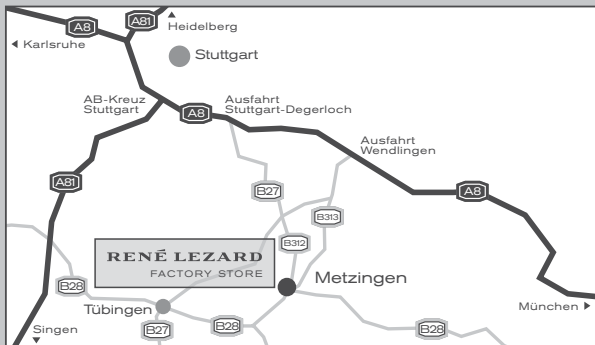 A8
A81
Heidelberg
Karlsruhe
Stuttgart
AB-Kreuz
Stuttgart
A8
Ausfahrt
Stuttgart-Degerloch
Ausfahrt
Wendlingen
A81
B27
A8
B313
B312
RENÉ LEZARD
FACTORY STORE
Metzingen
B28
Tübingen
München
Singen
B27
B28
B28